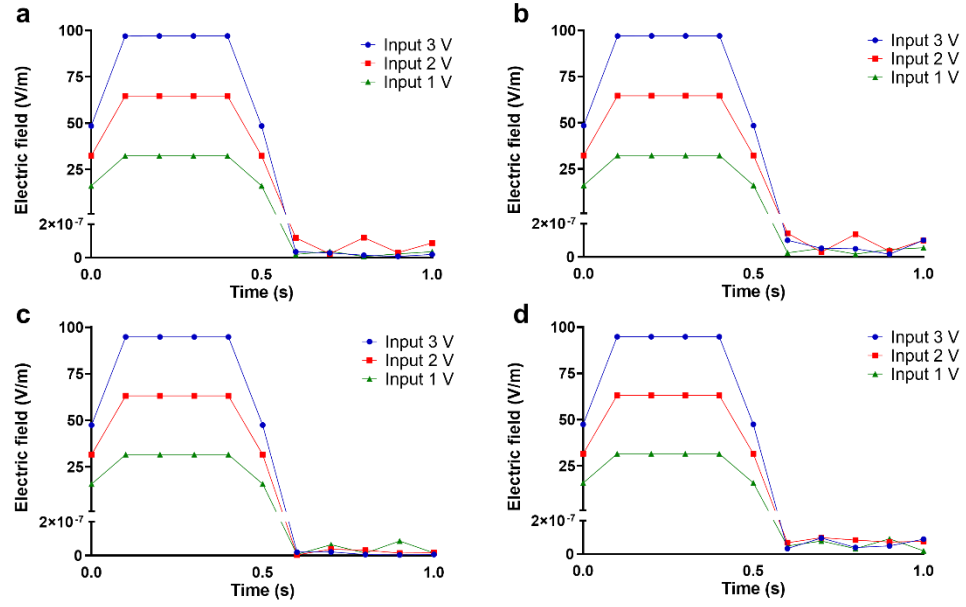 a
Electric field (V/m)
100
75
50
25
2×10⁻⁷
0
0.0
0.5
1.0
Time (s)
Input 3 V
Input 2 V
Input 1 V
b
Electric field (V/m)
100
75
50
25
2×10⁻⁷
0
0.0
0.5
1.0
Time (s)
Input 3 V
Input 2 V
Input 1 V
c
Electric field (V/m)
100
75
50
25
2×10⁻⁷
0
0.0
0.5
1.0
Time (s)
Input 3 V
Input 2 V
Input 1 V
d
Electric field (V/m)
100
75
50
25
2×10⁻⁷
0
0.0
0.5
1.0
Time (s)
Input 3 V
Input 2 V
Input 1 V